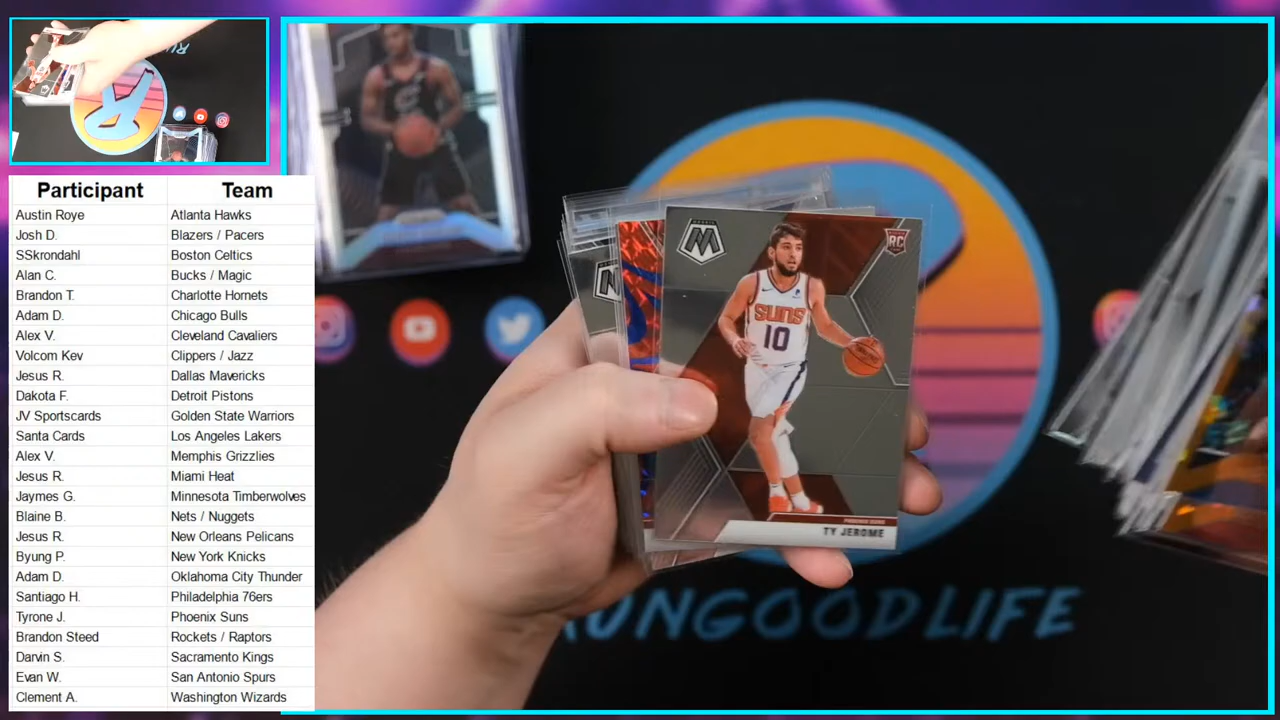 Participant Team
Austin Roye Atlanta Hawks
Josh D. Blazers / Pacers
SSkrondahl Boston Celtics
Alan C. Bucks / Magic
Brandon T. Charlotte Hornets
Adam D. Chicago Bulls
Alex V. Cleveland Cavaliers
Volcom Kev Clippers / Jazz
Jesus R. Dallas Mavericks
Dakota F. Detroit Pistons
JV Sportscards Golden State Warriors
Santa Cards Los Angeles Lakers
Alex V. Memphis Grizzlies
Jesus R. Miami Heat
Jaymes G. Minnesota Timberwolves
Blaine B. Nets / Nuggets
Jesus R. New Orleans Pelicans
Byung P. New York Knicks
Adam D. Oklahoma City Thunder
Santiago H. Philadelphia 76ers
Tyrone J. Phoenix Suns
Brandon Steed Rockets / Raptors
Darvin S. Sacramento Kings
Evan W. San Antonio Spurs
Clement A. Washington Wizards
M
RC
SUNS
10
PHOENIX SUNS
TY JEROME
RUNGOODLIFE